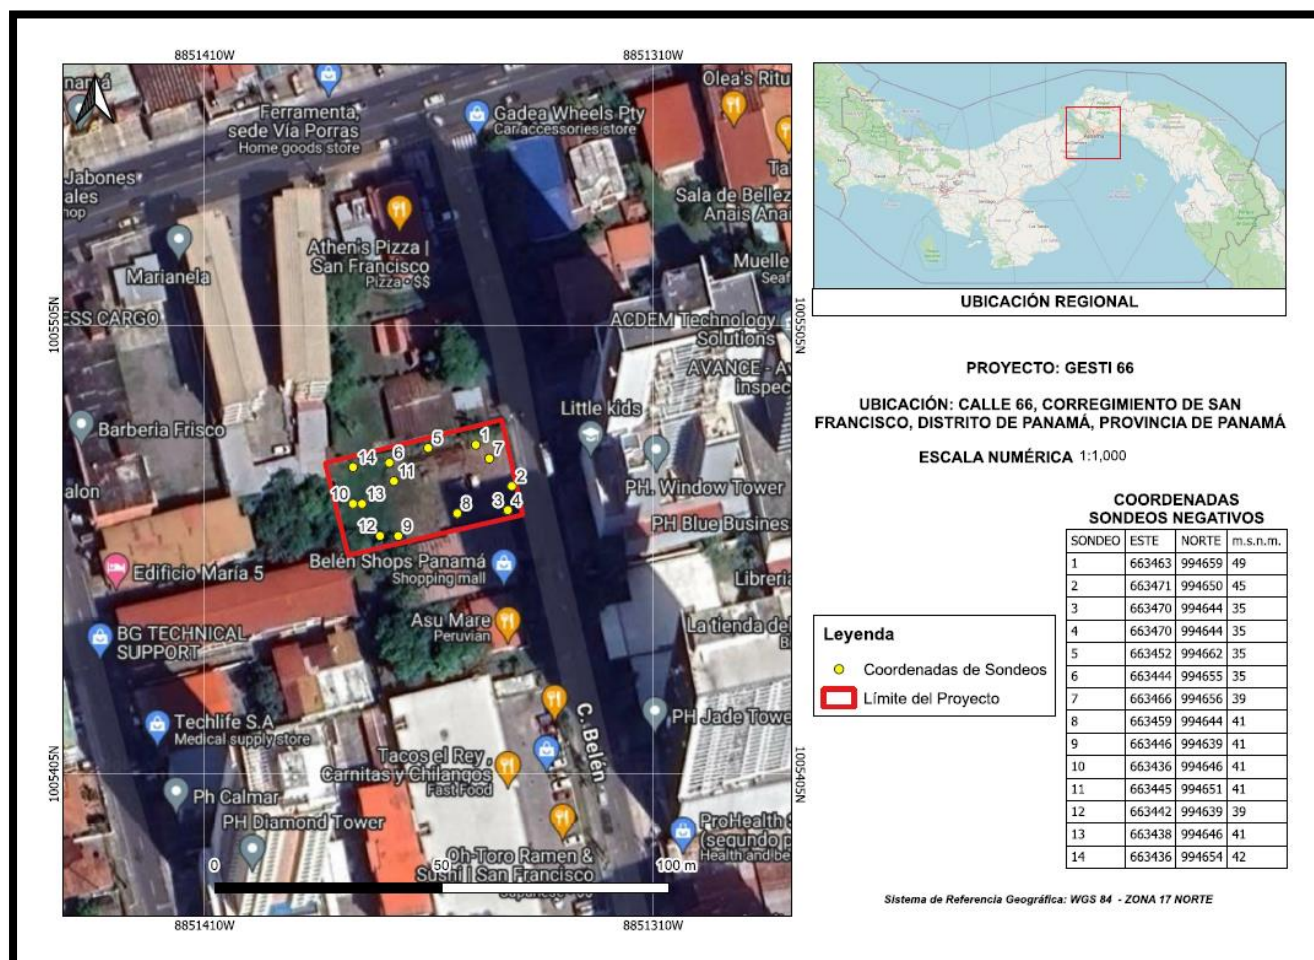 8851410W
8851310W
namá
Ferramenta,
sede Vía Porras
Home goods store
Gadea Wheels Pty
Car accessories store
Olea's Ritu
Ta
Jabones
ales
hop
Sala de Bellez
Anais Anai
Athen's Pizza |
San Francisco
Pizza • $$
Marianela
Muelle
Seaf
ESS CARGO
1005505N
1005505N
ACDEM Technology
Solutions
AVANCE - A
inspec
Little kids
Barberia Frisco
1
5
7
6
14
11
2
10
13
8
3
4
12
9
alon
PH. Window Tower
PH Blue Business
Belén Shops Panamá
Shopping mall
Edificio María 5
Libreria
Asu Mare
Peruvian
La tienda del
BG TECHNICAL
SUPPORT
Techlife S.A
Medical supply store
C. Belén
PH Jade Towe
Tacos el Rey,
Carnitas y Chilangos
Fast Food
1005405N
1005405N
Ph Calmar
PH Diamond Tower
ProHealth S
(segundo p
Health and be
Oh-Toro Ramen &
Sushi | San Francisco
Japanese • $$
0
50
100 m
8851410W
8851310W
UBICACIÓN REGIONAL
PROYECTO: GESTI 66
UBICACIÓN: CALLE 66, CORREGIMIENTO DE SAN
FRANCISCO, DISTRITO DE PANAMÁ, PROVINCIA DE PANAMÁ
ESCALA NUMÉRICA 1:1,000
Leyenda
Coordenadas de Sondeos
Límite del Proyecto
COORDENADAS
SONDEOS NEGATIVOS
SONDEO ESTE NORTE m.s.n.m.
1 663463 994659 49
2 663471 994650 45
3 663470 994644 35
4 663470 994644 35
5 663452 994662 35
6 663444 994655 35
7 663466 994656 39
8 663459 994644 41
9 663446 994639 41
10 663436 994646 41
11 663445 994651 41
12 663442 994639 39
13 663438 994646 41
14 663436 994654 42
Sistema de Referencia Geográfica: WGS 84 - ZONA 17 NORTE